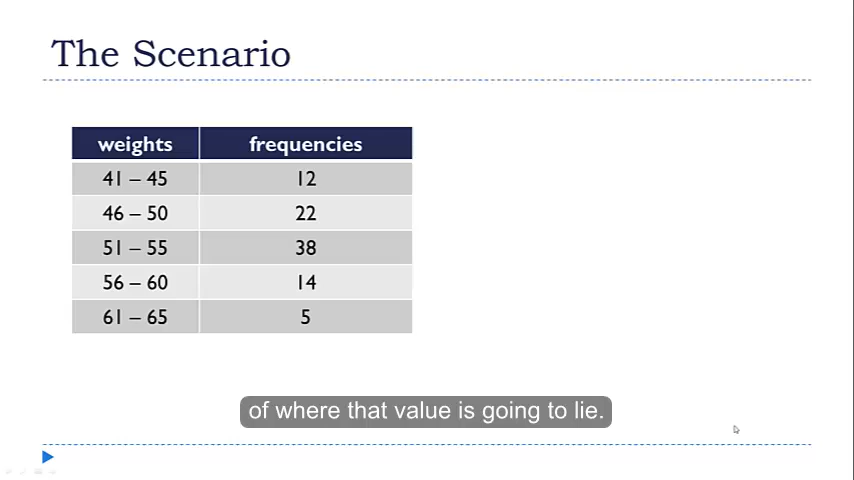 The Scenario
weights frequencies
41 – 45 12
46 – 50 22
51 – 55 38
56 – 60 14
61 – 65 5
of where that value is going to lie.